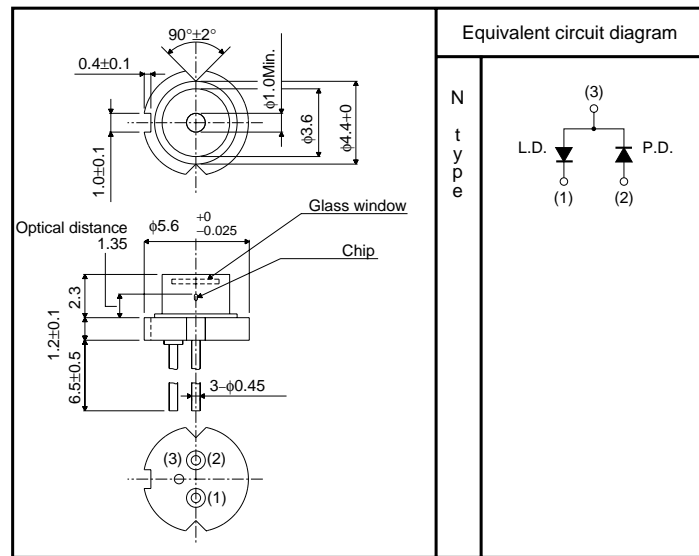 90°±2°
0.4±0.1
φ1.0Min.
φ3.6
φ4.4+0
1.0±0.1
Optical distance
1.35
φ5.6 +0
−0.025
Glass window
Chip
2.3
1.2±0.1
6.5±0.5
3−φ0.45
(3) (2)
(1)
Equivalent circuit diagram
N type
(3)
L.D. P.D.
(1) (2)